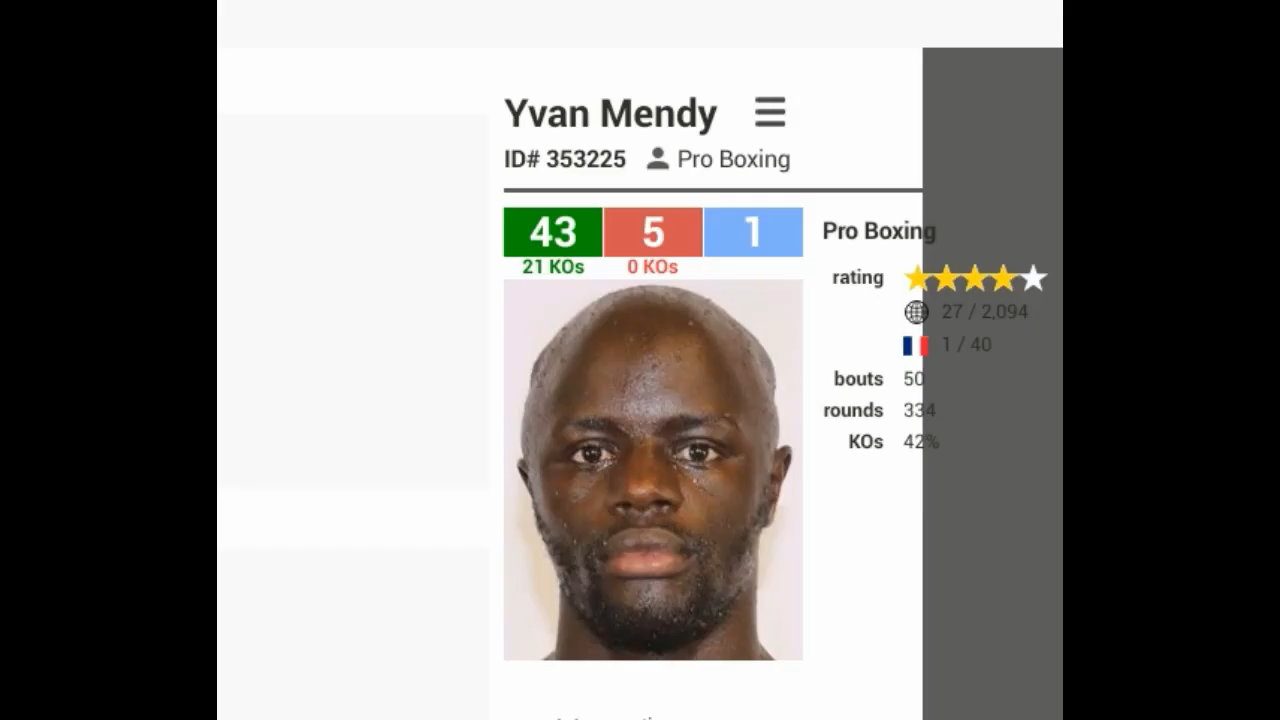 Yvan Mendy
ID# 353225 Pro Boxing
43 5 1
21 KOs 0 KOs
Pro Boxing
rating
27 / 2,094
1 / 40
bouts 50
rounds 334
KOs 42%